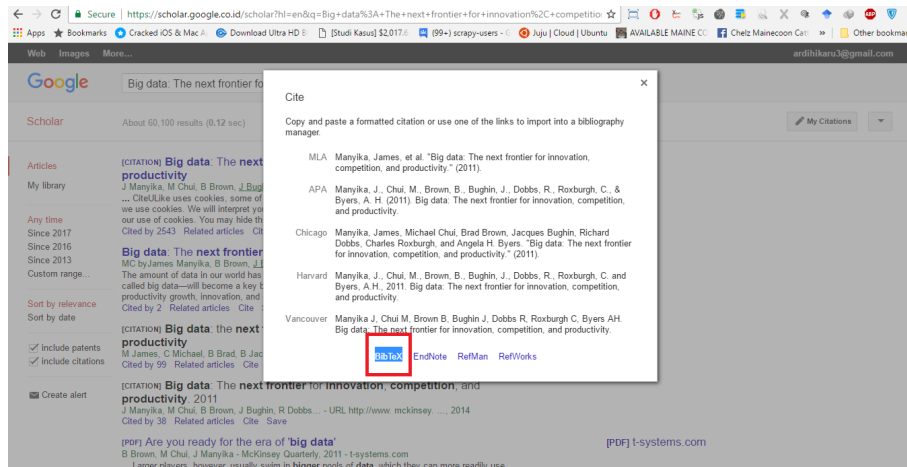 Secure https://scholar.google.co.id/scholar?hl=en&q=Big+data%3A+The+next+frontier+for+innovation%2C+competitio
Apps Bookmarks Cracked iOS & Mac A Download Ultra HD B [Studi Kasus] $2,017.6 (99+) scrapy-users - G Juju | Cloud | Ubuntu AVAILABLE MAINE CO Chelz Mainecoon Catt » Other bookmar
Web Images More... ardihikaru3@gmail.com
Google Big data: The next frontier fo
Scholar About 60,100 results (0.12 sec) My Citations
Articles
My library
Any time
Since 2017
Since 2016
Since 2013
Custom range...
Sort by relevance
Sort by date
include patents
include citations
Create alert
[CITATION] Big data: The next
productivity
J Manyika, M Chui, B Brown, J Bug
... CiteULike uses cookies, some of
we use cookies. We will interpret yo
our use of cookies. You may hide th
Cited by 2543 Related articles Cit
Big data: The next frontier
MC byJames Manyika, B Brown, J
The amount of data in our world has
called big data—will become a key b
productivity growth, innovation, and
Cited by 2 Related articles Cite
[CITATION] Big data: the next
productivity
M James, C Michael, B Brad, B Jac
Cited by 99 Related articles Cite
[CITATION] Big data: The next frontier for innovation, competition, and
productivity. 2011
J Manyika, M Chui, B Brown, J Bughin, R Dobbs... - URL http://www. mckinsey. ..., 2014
Cited by 38 Related articles Cite Save
[PDF] Are you ready for the era of 'big data'
B Brown, M Chui, J Manyika - McKinsey Quarterly, 2011 - t-systems.com
... Larger players, however, usually swim in bigger pools of data, which they can more readily use
[PDF] t-systems.com
Cite ×
Copy and paste a formatted citation or use one of the links to import into a bibliography
manager.
MLA Manyika, James, et al. "Big data: The next frontier for innovation,
competition, and productivity." (2011).
APA Manyika, J., Chui, M., Brown, B., Bughin, J., Dobbs, R., Roxburgh, C., &
Byers, A. H. (2011). Big data: The next frontier for innovation, competition,
and productivity.
Chicago Manyika, James, Michael Chui, Brad Brown, Jacques Bughin, Richard
Dobbs, Charles Roxburgh, and Angela H. Byers. "Big data: The next frontier
for innovation, competition, and productivity." (2011).
Harvard Manyika, J., Chui, M., Brown, B., Bughin, J., Dobbs, R., Roxburgh, C. and
Byers, A.H., 2011. Big data: The next frontier for innovation, competition,
and productivity.
Vancouver Manyika J, Chui M, Brown B, Bughin J, Dobbs R, Roxburgh C, Byers AH.
Big data: The next frontier for innovation, competition, and productivity.
BibTeX EndNote RefMan RefWorks